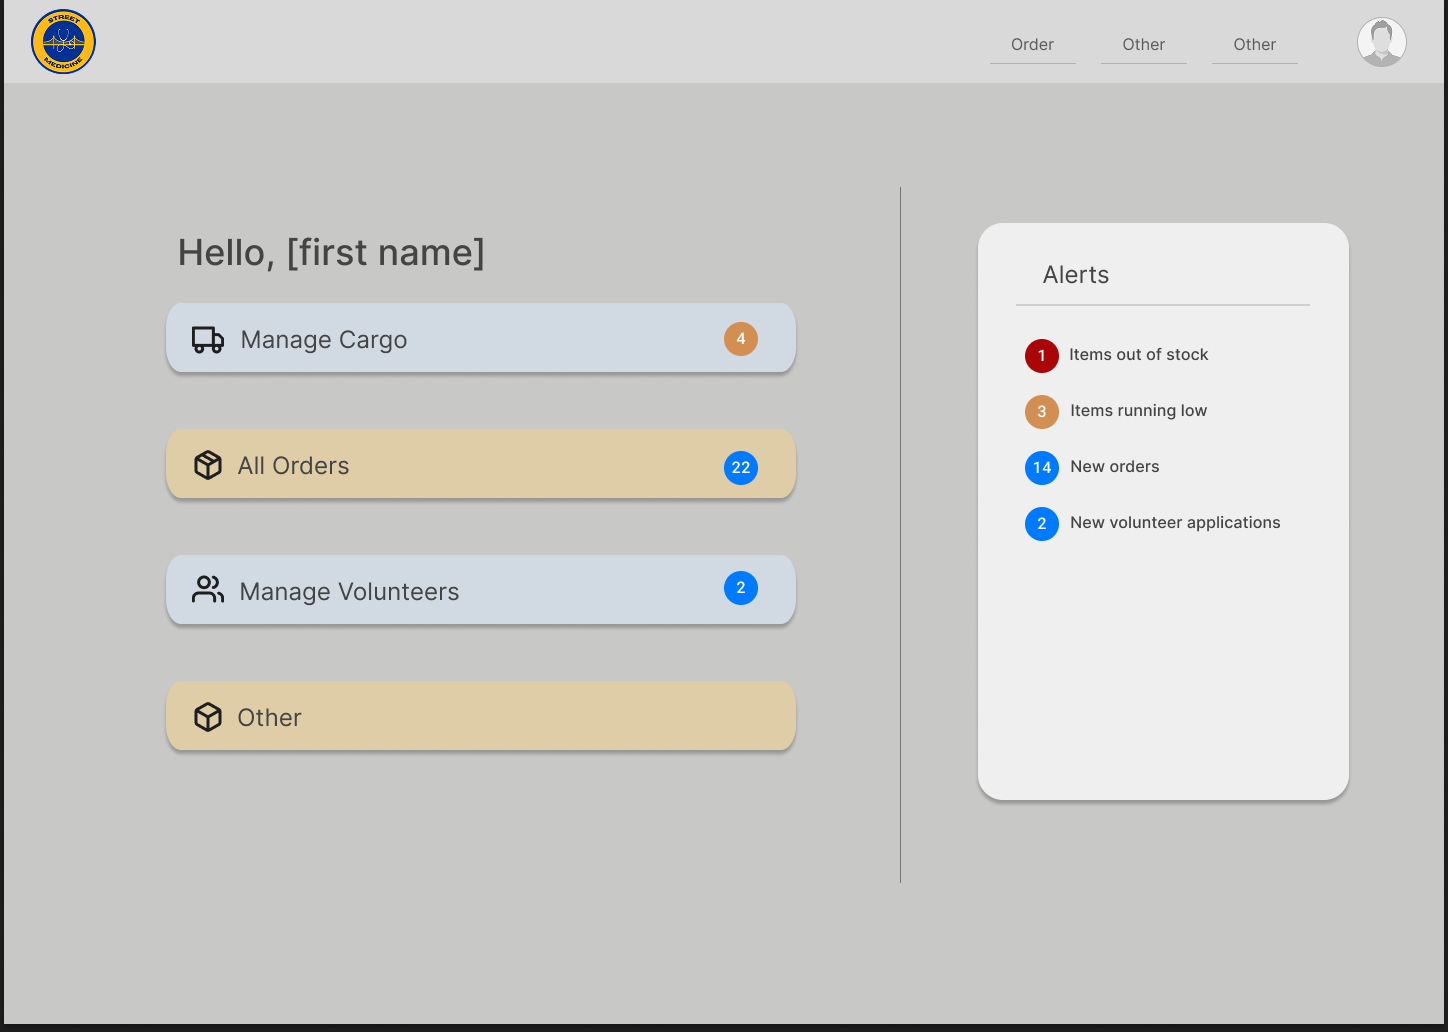 STREET
MEDICINE
Order
Other
Other
Hello, [first name]
Manage Cargo
4
All Orders
22
Manage Volunteers
2
Other
Alerts
1 Items out of stock
3 Items running low
14 New orders
2 New volunteer applications